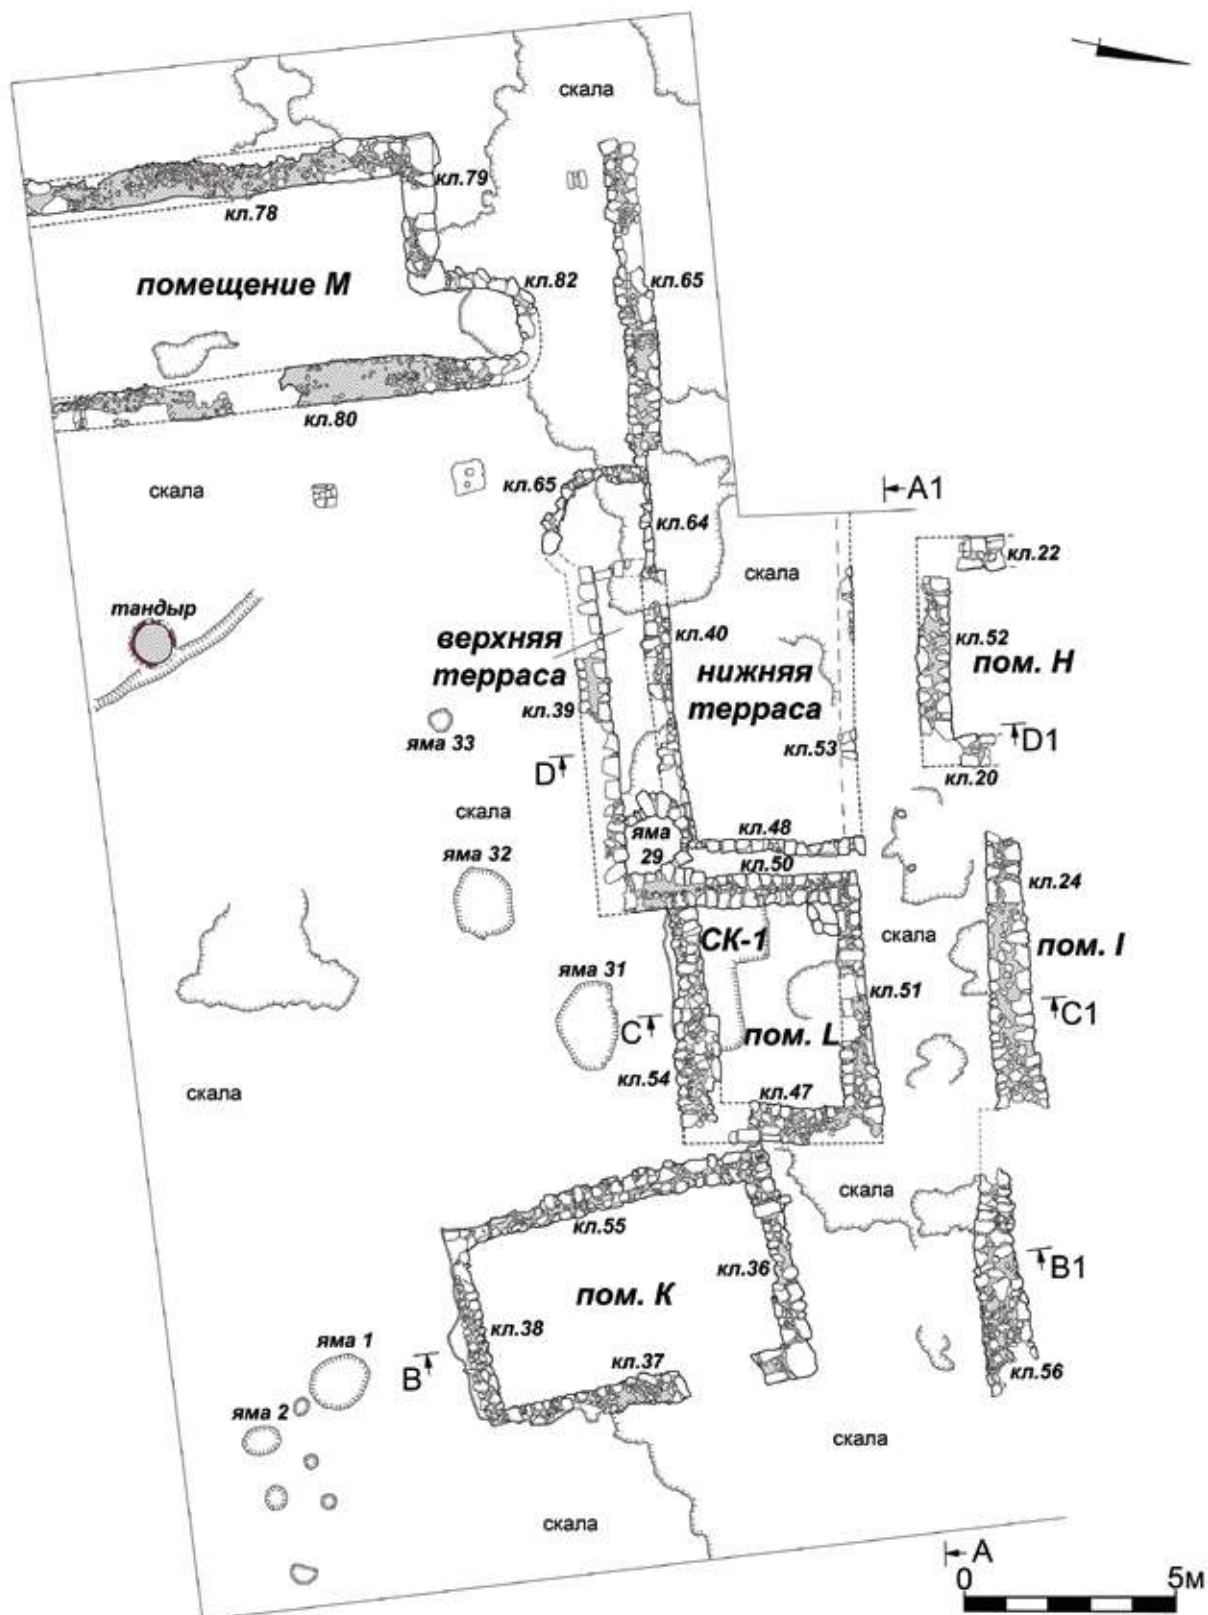 скала
кл.79
кл.78
помещение М
кл.82
кл.65
кл.80
скала
кл.65
А1
кл.64
скала
кл.22
тандыр
верхняя
терраса
кл.40
кл.52
пом. Н
нижняя
терраса
кл.39
яма 33
кл.53
D
D1
кл.20
скала
яма
29
кл.48
яма 32
кл.50
кл.24
СК-1
скала
пом. I
яма 31
кл.51
C
C1
пом. L
кл.54
скала
кл.47
скала
кл.55
кл.36
B1
пом. К
кл.38
яма 1
B
кл.37
кл.56
яма 2
скала
скала
А
0
5м